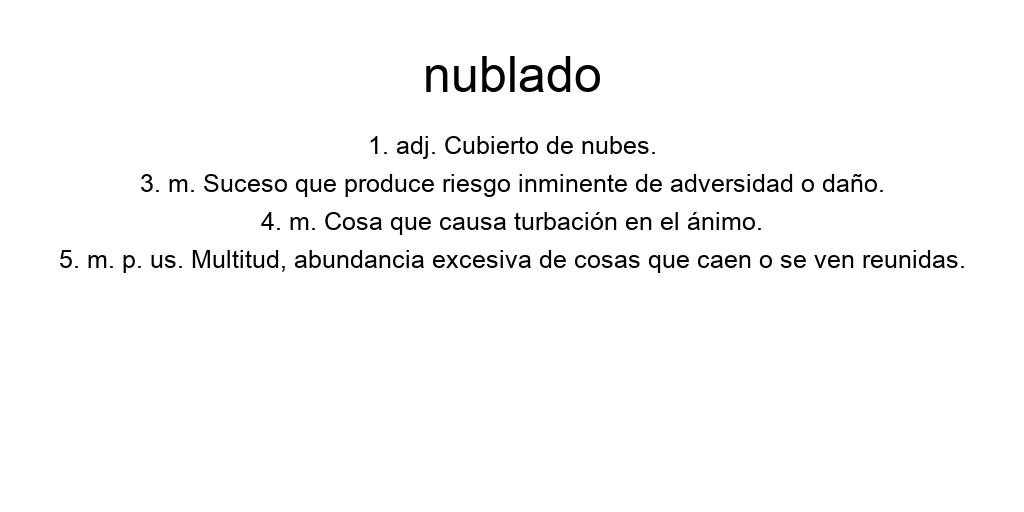 nublado
1. adj. Cubierto de nubes.
3. m. Suceso que produce riesgo inminente de adversidad o daño.
4. m. Cosa que causa turbación en el ánimo.
5. m. p. us. Multitud, abundancia excesiva de cosas que caen o se ven reunidas.